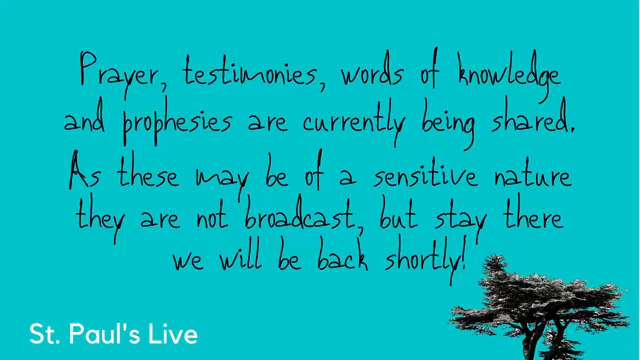 Prayer, testimonies, words of knowledge
and prophesies are currently being shared.
As these may be of a sensitive nature
they are not broadcast, but stay there
we will be back shortly!
St. Paul's Live